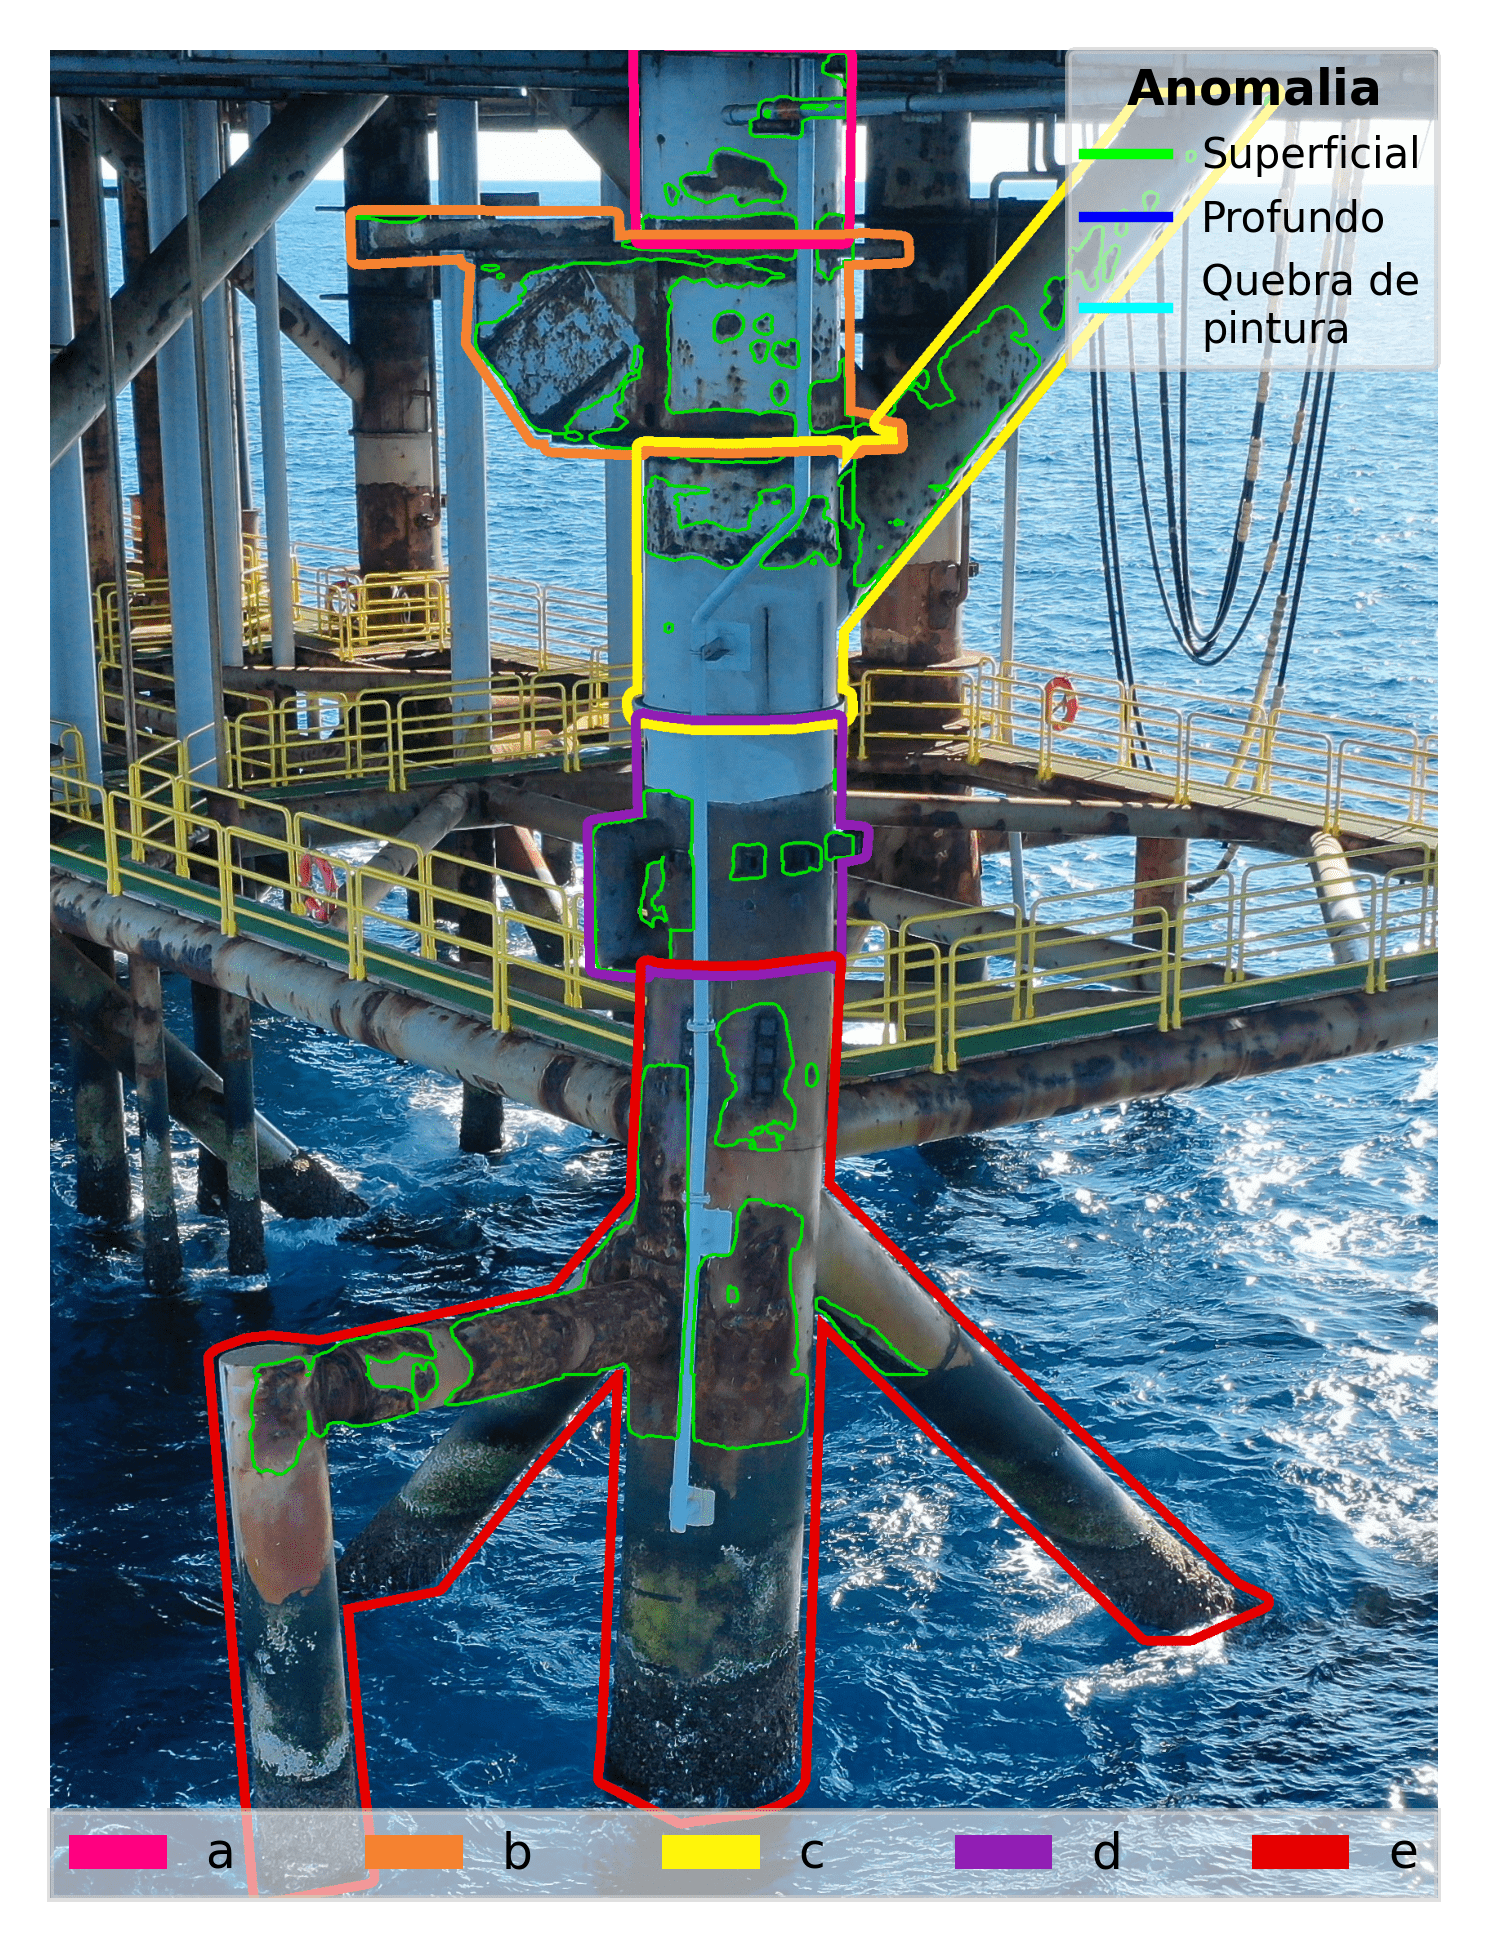 Anomalia
Superficial
Profundo
Quebra de
pintura
a b c d e